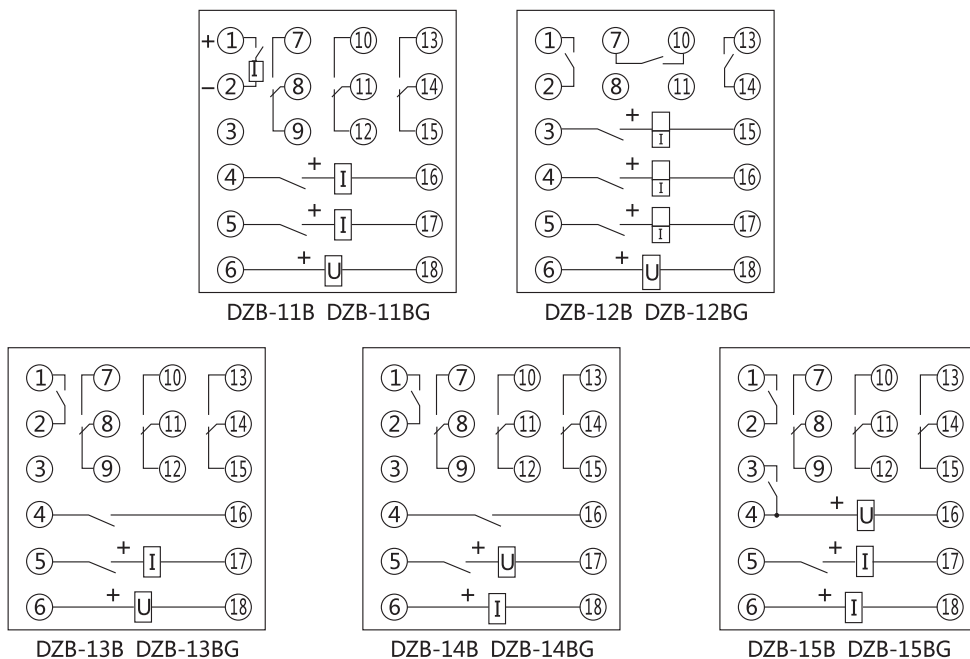 + 1 7 10 13
I
− 2 8 11 14
3 9 12 15
4 + I 16
5 + I 17
6 + U 18
DZB-11B DZB-11BG
1 7 10 13
2 8 11 14
3 + I 15
4 + I 16
5 + I 17
6 + U 18
DZB-12B DZB-12BG
1 7 10 13
2 8 11 14
3 9 12 15
4 16
5 + I 17
6 + U 18
DZB-13B DZB-13BG
1 7 10 13
2 8 11 14
3 9 12 15
4 16
5 + U 17
6 + I 18
DZB-14B DZB-14BG
1 7 10 13
2 8 11 14
3 9 12 15
4 + U 16
5 + I 17
6 + I 18
DZB-15B DZB-15BG